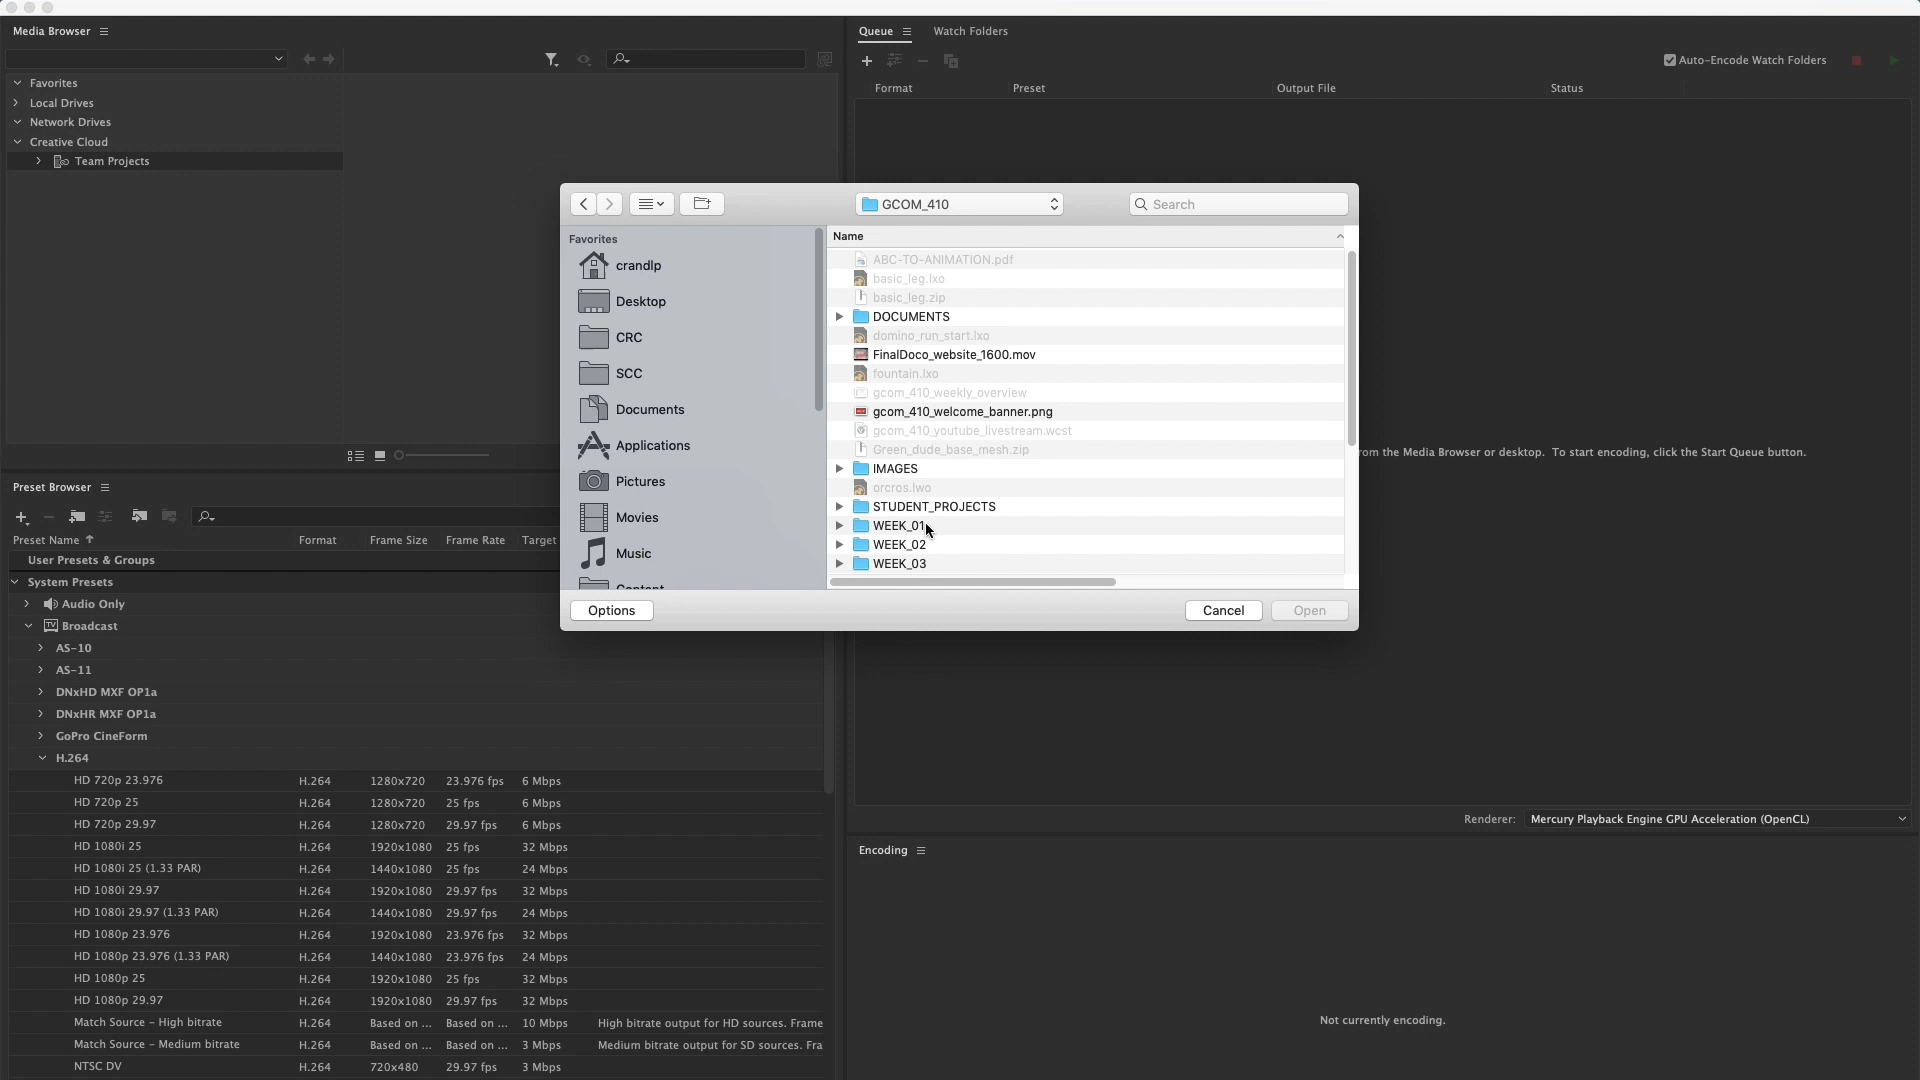 Media Browser
Queue
Watch Folders
Auto-Encode Watch Folders
Favorites
Local Drives
Network Drives
Creative Cloud
Team Projects
Format
Preset
Output File
Status
GCOM_410
Search
Favorites
crandlp
Desktop
CRC
SCC
Documents
Applications
Pictures
Movies
Music
Content
Name
ABC-TO-ANIMATION.pdf
basic_leg.lxo
basic_leg.zip
DOCUMENTS
domino_run_start.lxo
FinalDoco_website_1600.mov
fountain.lxo
gcom_410_weekly_overview
gcom_410_welcome_banner.png
gcom_410_youtube_livestream.wcst
Green_dude_base_mesh.zip
IMAGES
orcros.lwo
STUDENT_PROJECTS
WEEK_01
WEEK_02
WEEK_03
Options
Cancel
Open
rom the Media Browser or desktop. To start encoding, click the Start Queue button.
Preset Browser
Preset Name
Format
Frame Size
Frame Rate
Target
User Presets & Groups
System Presets
Audio Only
TV Broadcast
AS-10
AS-11
DNxHD MXF OP1a
DNxHR MXF OP1a
GoPro CineForm
H.264
HD 720p 23.976 H.264 1280x720 23.976 fps 6 Mbps
HD 720p 25 H.264 1280x720 25 fps 6 Mbps
HD 720p 29.97 H.264 1280x720 29.97 fps 6 Mbps
HD 1080i 25 H.264 1920x1080 25 fps 32 Mbps
HD 1080i 25 (1.33 PAR) H.264 1440x1080 25 fps 24 Mbps
HD 1080i 29.97 H.264 1920x1080 29.97 fps 32 Mbps
HD 1080i 29.97 (1.33 PAR) H.264 1440x1080 29.97 fps 24 Mbps
HD 1080p 23.976 H.264 1920x1080 23.976 fps 32 Mbps
HD 1080p 23.976 (1.33 PAR) H.264 1440x1080 23.976 fps 24 Mbps
HD 1080p 25 H.264 1920x1080 25 fps 32 Mbps
HD 1080p 29.97 H.264 1920x1080 29.97 fps 32 Mbps
Match Source - High bitrate H.264 Based on ... Based on ... 10 Mbps High bitrate output for HD sources. Frame
Match Source - Medium bitrate H.264 Based on ... Based on ... 3 Mbps Medium bitrate output for SD sources. Fra
NTSC DV H.264 720x480 29.97 fps 3 Mbps
Renderer: Mercury Playback Engine GPU Acceleration (OpenCL)
Encoding
Not currently encoding.